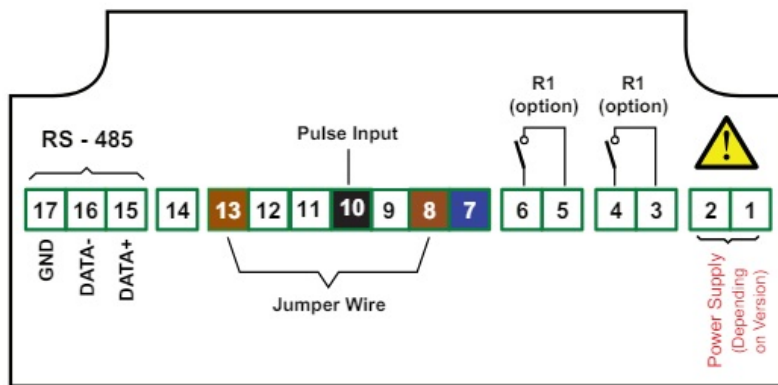 R1
(option)
R1
(option)
RS - 485
Pulse Input
!
17 16 15 14 13 12 11 10 9 8 7 6 5 4 3 2 1
GND
DATA-
DATA+
Jumper Wire
Power Supply
(Depending
on Version)